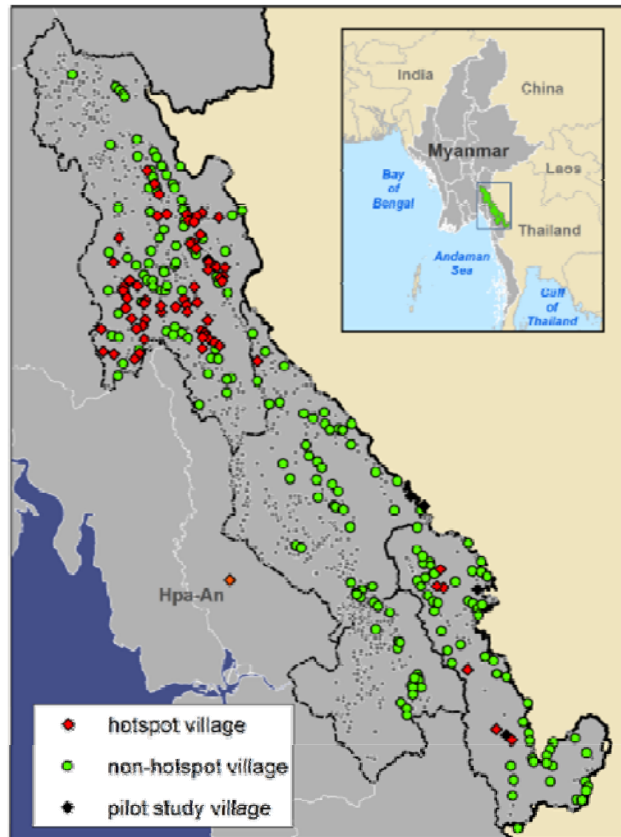 India
China
Myanmar
Laos
Bay
of
Bengal
Thailand
Andaman
Sea
Gulf
of
Thailand
Hpa-An
hotspot village
non-hotspot village
pilot study village